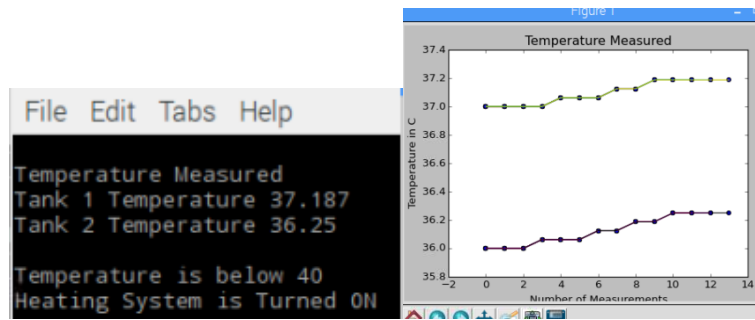 File Edit Tabs Help
Temperature Measured
Tank 1 Temperature 37.187
Tank 2 Temperature 36.25
Temperature is below 40
Heating System is Turned ON
Figure 1
Temperature Measured
37.4
37.2
37.0
36.8
36.6
36.4
36.2
36.0
35.8
Temperature in C
−2 0 2 4 6 8 10 12 14
Number of Measurements